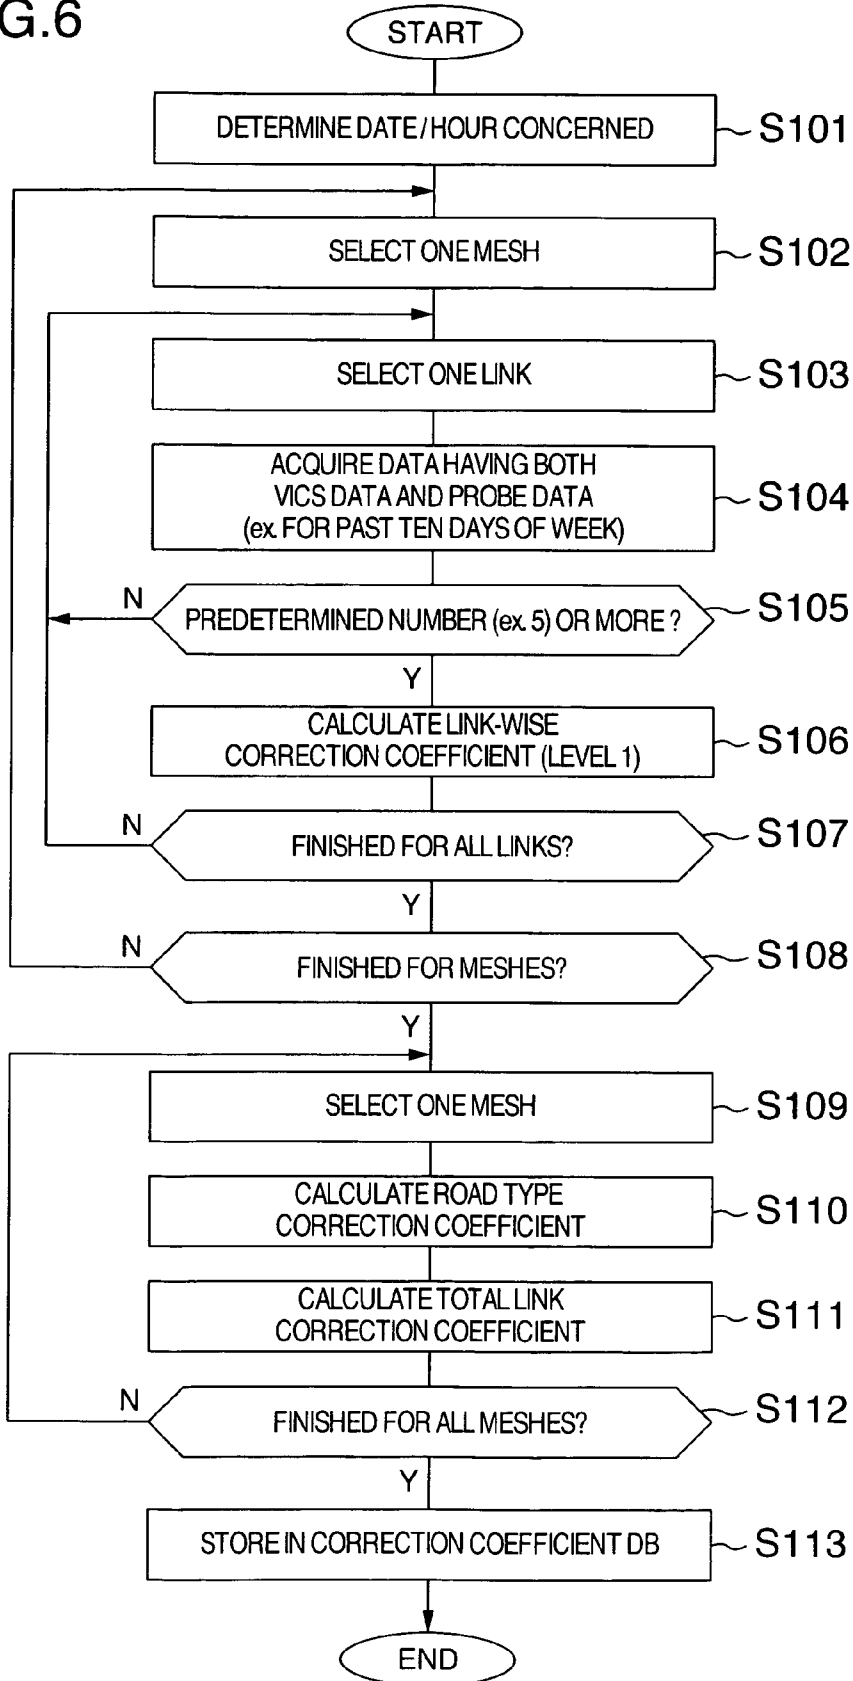 G.6
START
DETERMINE DATE/HOUR CONCERNED
S101
SELECT ONE MESH
S102
SELECT ONE LINK
S103
ACQUIRE DATA HAVING BOTH
VICS DATA AND PROBE DATA
(ex. FOR PAST TEN DAYS OF WEEK)
S104
N
PREDETERMINED NUMBER (ex. 5) OR MORE ?
S105
Y
CALCULATE LINK-WISE
CORRECTION COEFFICIENT (LEVEL 1)
S106
N
FINISHED FOR ALL LINKS?
S107
Y
N
FINISHED FOR MESHES?
S108
Y
SELECT ONE MESH
S109
CALCULATE ROAD TYPE
CORRECTION COEFFICIENT
S110
CALCULATE TOTAL LINK
CORRECTION COEFFICIENT
S111
N
FINISHED FOR ALL MESHES?
S112
Y
STORE IN CORRECTION COEFFICIENT DB
S113
END